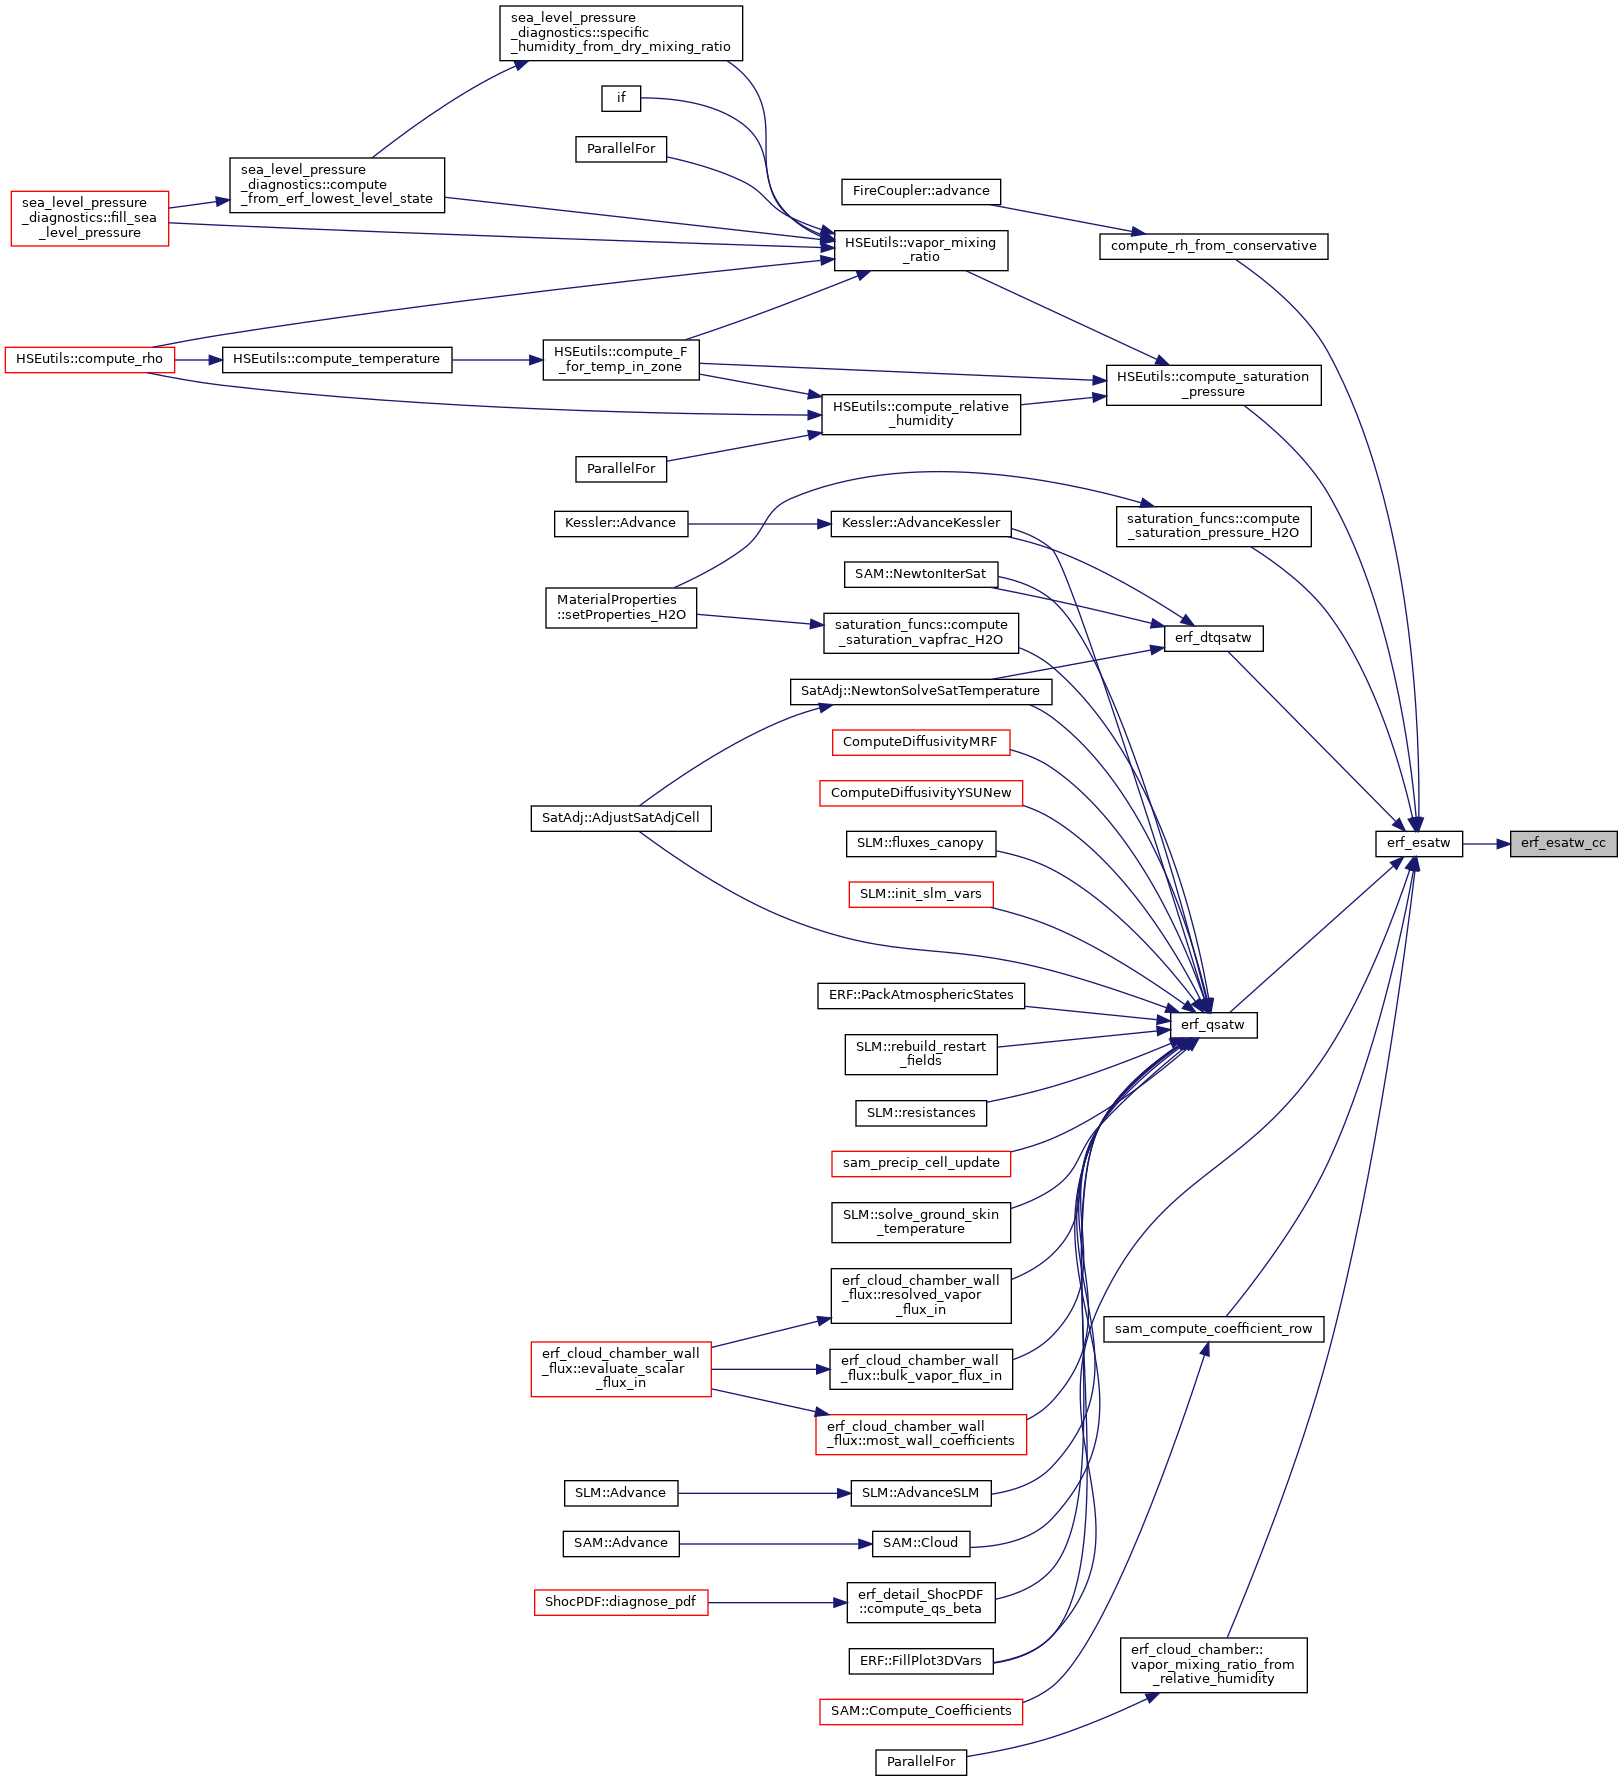 sea_level_pressure
_diagnostics::specific
_humidity_from_dry_mixing_ratio
if
ParallelFor
sea_level_pressure
_diagnostics::compute
_from_erf_lowest_level_state
sea_level_pressure
_diagnostics::fill_sea
_level_pressure
FireCoupler::advance
HSEutils::vapor_mixing
_ratio
compute_rh_from_conservative
HSEutils::compute_rho
HSEutils::compute_temperature
HSEutils::compute_F
_for_temp_in_zone
HSEutils::compute_saturation
_pressure
HSEutils::compute_relative
_humidity
ParallelFor
Kessler::Advance
Kessler::AdvanceKessler
saturation_funcs::compute
_saturation_pressure_H2O
SAM::NewtonIterSat
MaterialProperties
::setProperties_H2O
saturation_funcs::compute
_saturation_vapfrac_H2O
erf_dtqsatw
SatAdj::NewtonSolveSatTemperature
ComputeDiffusivityMRF
ComputeDiffusivityYSUNew
SatAdj::AdjustSatAdjCell
SLM::fluxes_canopy
erf_esatw
erf_esatw_cc
SLM::init_slm_vars
ERF::PackAtmosphericStates
erf_qsatw
SLM::rebuild_restart
_fields
SLM::resistances
sam_precip_cell_update
SLM::solve_ground_skin
_temperature
erf_cloud_chamber_wall
_flux::resolved_vapor
_flux_in
sam_compute_coefficient_row
erf_cloud_chamber_wall
_flux::evaluate_scalar
_flux_in
erf_cloud_chamber_wall
_flux::bulk_vapor_flux_in
erf_cloud_chamber_wall
_flux::most_wall_coefficients
SLM::Advance
SLM::AdvanceSLM
SAM::Advance
SAM::Cloud
ShocPDF::diagnose_pdf
erf_detail_ShocPDF
::compute_qs_beta
ERF::FillPlot3DVars
erf_cloud_chamber::
vapor_mixing_ratio_from
_relative_humidity
SAM::Compute_Coefficients
ParallelFor